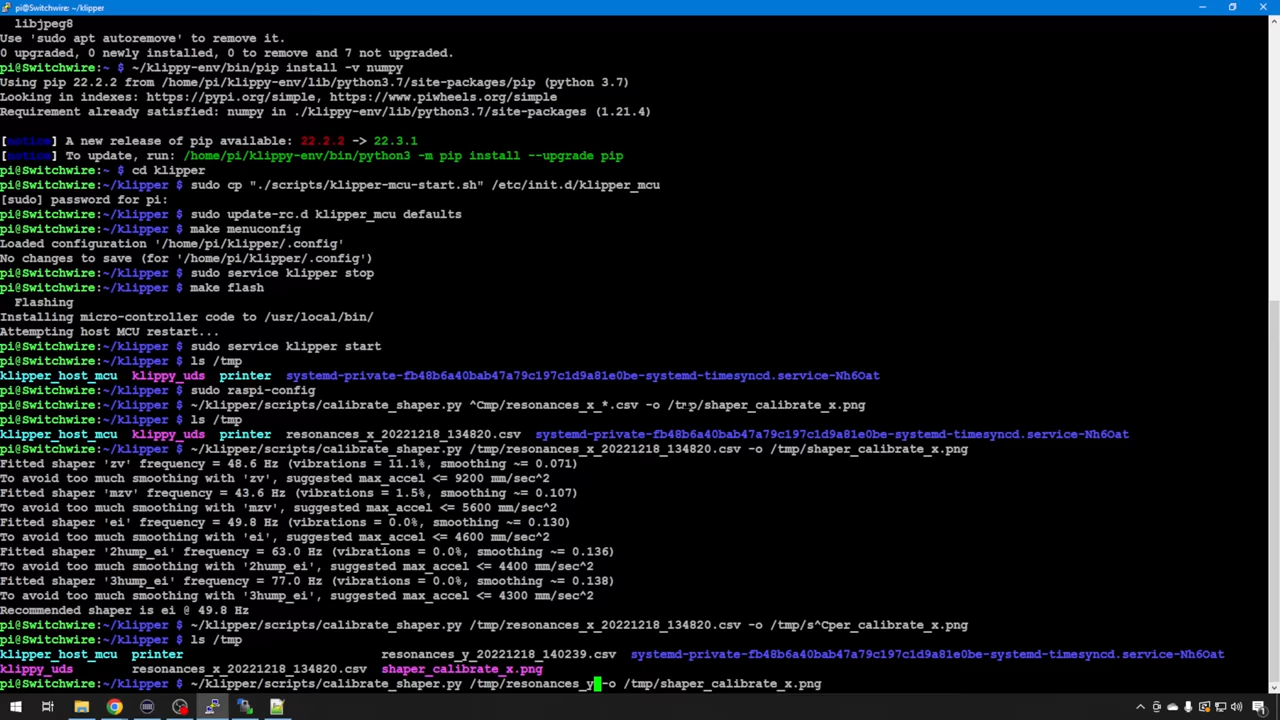 pi@Switchwire: ~/klipper
libjpeg8
Use 'sudo apt autoremove' to remove it.
0 upgraded, 0 newly installed, 0 to remove and 7 not upgraded.
pi@Switchwire:~ $ ~/klippy-env/bin/pip install -v numpy
Using pip 22.2.2 from /home/pi/klippy-env/lib/python3.7/site-packages/pip (python 3.7)
Looking in indexes: https://pypi.org/simple, https://www.piwheels.org/simple
Requirement already satisfied: numpy in ./klippy-env/lib/python3.7/site-packages (1.21.4)
[notice] A new release of pip available: 22.2.2 -> 22.3.1
[notice] To update, run: /home/pi/klippy-env/bin/python3 -m pip install --upgrade pip
pi@Switchwire:~ $ cd klipper
pi@Switchwire:~/klipper $ sudo cp "./scripts/klipper-mcu-start.sh" /etc/init.d/klipper_mcu
[sudo] password for pi:
pi@Switchwire:~/klipper $ sudo update-rc.d klipper_mcu defaults
pi@Switchwire:~/klipper $ make menuconfig
Loaded configuration '/home/pi/klipper/.config'
No changes to save (for '/home/pi/klipper/.config')
pi@Switchwire:~/klipper $ sudo service klipper stop
pi@Switchwire:~/klipper $ make flash
Flashing
Installing micro-controller code to /usr/local/bin/
Attempting host MCU restart...
pi@Switchwire:~/klipper $ sudo service klipper start
pi@Switchwire:~/klipper $ ls /tmp
klipper_host_mcu klippy_uds printer systemd-private-fb48b6a40bab47a79c197c1d9a81e0be-systemd-timesyncd.service-Nh6Oat
pi@Switchwire:~/klipper $ sudo raspi-config
pi@Switchwire:~/klipper $ ~/klipper/scripts/calibrate_shaper.py ^Cmp/resonances_x_*.csv -o /tmp/shaper_calibrate_x.png
pi@Switchwire:~/klipper $ ls /tmp
klipper_host_mcu klippy_uds printer resonances_x_20221218_134820.csv systemd-private-fb48b6a40bab47a79c197c1d9a81e0be-systemd-timesyncd.service-Nh6Oat
pi@Switchwire:~/klipper $ ~/klipper/scripts/calibrate_shaper.py /tmp/resonances_x_20221218_134820.csv -o /tmp/shaper_calibrate_x.png
Fitted shaper 'zv' frequency = 48.6 Hz (vibrations = 11.1%, smoothing ~= 0.071)
To avoid too much smoothing with 'zv', suggested max_accel <= 9200 mm/sec^2
Fitted shaper 'mzv' frequency = 43.6 Hz (vibrations = 1.5%, smoothing ~= 0.107)
To avoid too much smoothing with 'mzv', suggested max_accel <= 5600 mm/sec^2
Fitted shaper 'ei' frequency = 49.8 Hz (vibrations = 0.0%, smoothing ~= 0.130)
To avoid too much smoothing with 'ei', suggested max_accel <= 4600 mm/sec^2
Fitted shaper '2hump_ei' frequency = 63.0 Hz (vibrations = 0.0%, smoothing ~= 0.136)
To avoid too much smoothing with '2hump_ei', suggested max_accel <= 4400 mm/sec^2
Fitted shaper '3hump_ei' frequency = 77.0 Hz (vibrations = 0.0%, smoothing ~= 0.138)
To avoid too much smoothing with '3hump_ei', suggested max_accel <= 4300 mm/sec^2
Recommended shaper is ei @ 49.8 Hz
pi@Switchwire:~/klipper $ ~/klipper/scripts/calibrate_shaper.py /tmp/resonances_x_20221218_134820.csv -o /tmp/s^Cper_calibrate_x.png
pi@Switchwire:~/klipper $ ls /tmp
klipper_host_mcu printer resonances_y_20221218_140239.csv systemd-private-fb48b6a40bab47a79c197c1d9a81e0be-systemd-timesyncd.service-Nh6Oat
klippy_uds resonances_x_20221218_134820.csv shaper_calibrate_x.png
pi@Switchwire:~/klipper $ ~/klipper/scripts/calibrate_shaper.py /tmp/resonances_y -o /tmp/shaper_calibrate_x.png